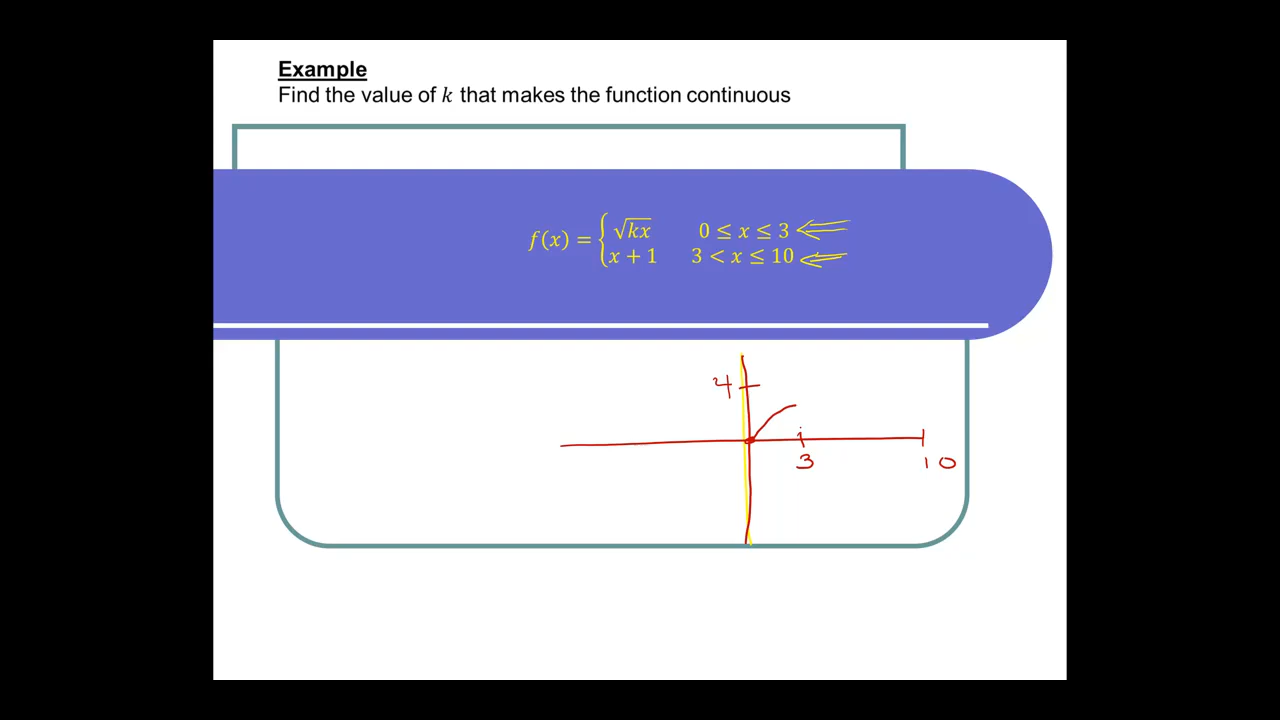 Example
Find the value of k that makes the function continuous
f(x) = { √kx 0 ≤ x ≤ 3
x + 1 3 < x ≤ 10
4
3
10